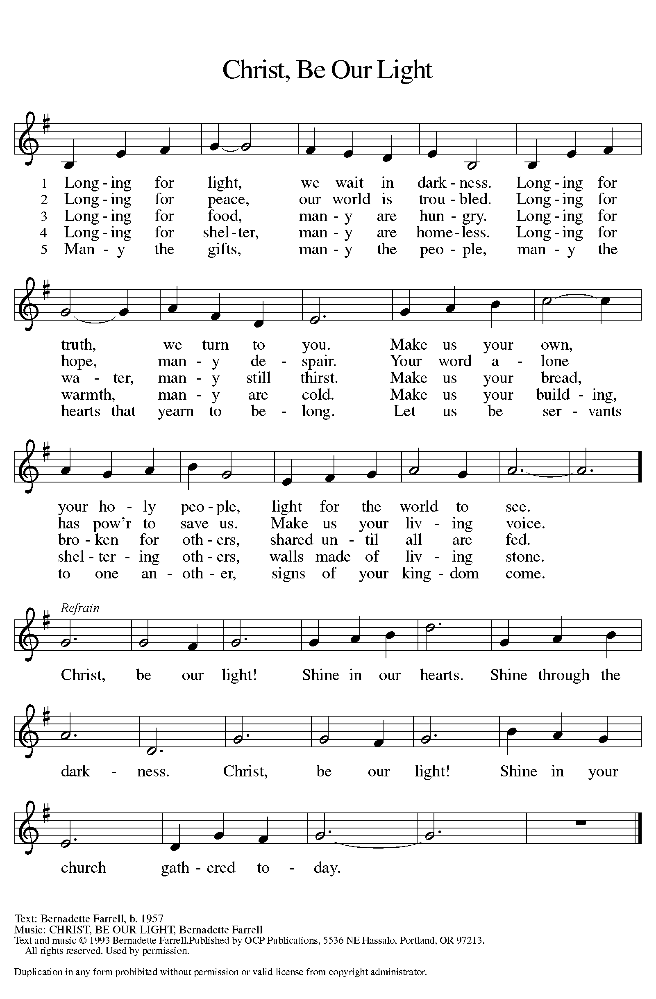 Christ, Be Our Light
1 Long - ing for light, we wait in dark - ness. Long - ing for
2 Long - ing for peace, our world is trou - bled. Long - ing for
3 Long - ing for food, man - y are hun - gry. Long - ing for
4 Long - ing for shel - ter, man - y are home - less. Long - ing for
5 Man - y the gifts, man - y the peo - ple, man - y the
truth, we turn to you. Make us your own,
hope, man - y de - spair. Your word a - lone
wa - ter, man - y still thirst. Make us your bread,
warmth, man - y are cold. Make us your build - ing,
hearts that yearn to be - long. Let us be ser - vants
your ho - ly peo - ple, light for the world to see.
has pow'r to save us. Make us your liv - ing voice.
bro - ken for oth - ers, shared un - til all are fed.
shel - ter - ing oth - ers, walls made of liv - ing stone.
to one an - oth - er, signs of your king - dom come.
Refrain
Christ, be our light! Shine in our hearts. Shine through the
dark - ness. Christ, be our light! Shine in your
church gath - ered to - day.
Text: Bernadette Farrell, b. 1957
Music: CHRIST, BE OUR LIGHT, Bernadette Farrell
Text and music © 1993 Bernadette Farrell.Published by OCP Publications, 5536 NE Hassalo, Portland, OR 97213.
All rights reserved. Used by permission.
Duplication in any form prohibited without permission or valid license from copyright administrator.